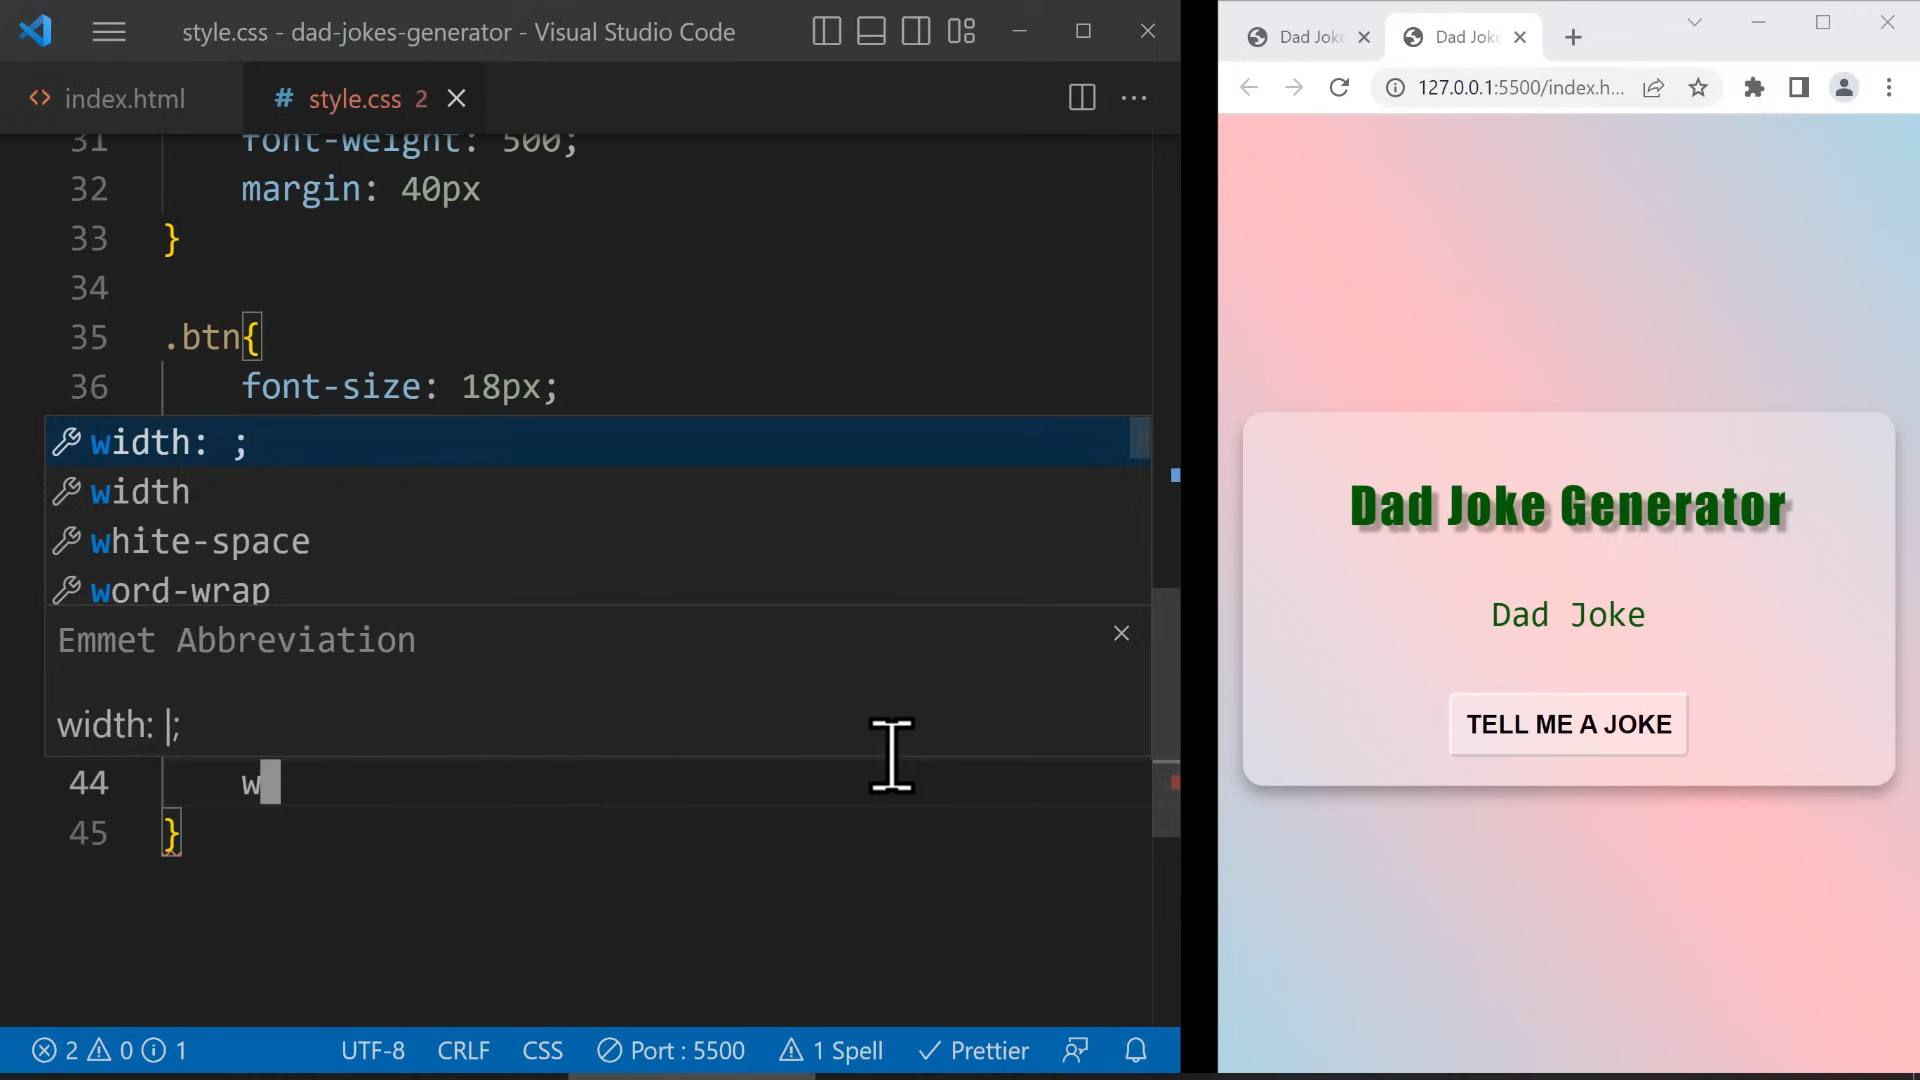 style.css - dad-jokes-generator - Visual Studio Code
index.html
# style.css 2
31 font-weight: 500;
32 margin: 40px
33 }
34
35 .btn{
36 font-size: 18px;
width: ;
width
white-space
word-wrap
Emmet Abbreviation
width: |;
44 w
45 }
2 0 1 UTF-8 CRLF CSS Port : 5500 1 Spell Prettier
Dad Joke Dad Joke
127.0.0.1:5500/index.h...
Dad Joke Generator
Dad Joke
TELL ME A JOKE